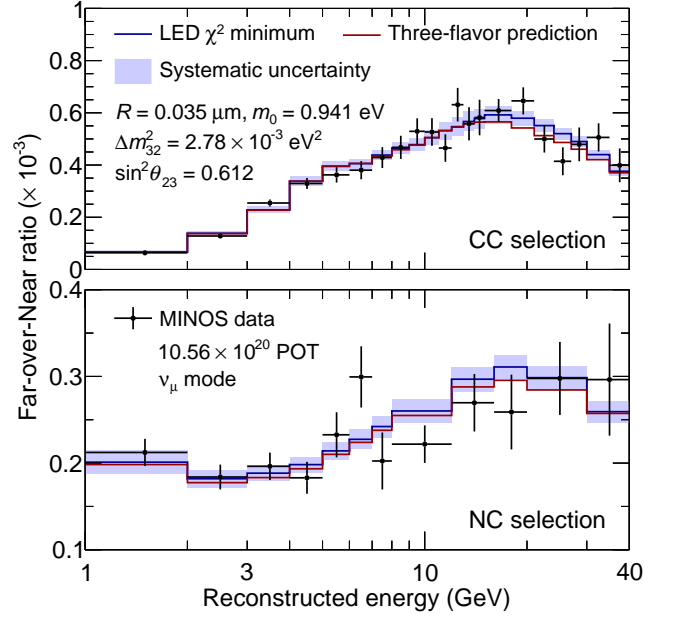 LED χ² minimum
Three-flavor prediction
Systematic uncertainty
R = 0.035 μm, m₀ = 0.941 eV
Δm²₃₂ = 2.78 × 10⁻³ eV²
sin²θ₂₃ = 0.612
CC selection
1
0.8
0.6
0.4
0.2
0
Far-over-Near ratio (× 10⁻³)
MINOS data
10.56 × 10²⁰ POT
νμ mode
NC selection
0.4
0.3
0.2
0.1
1 3 10 40
Reconstructed energy (GeV)